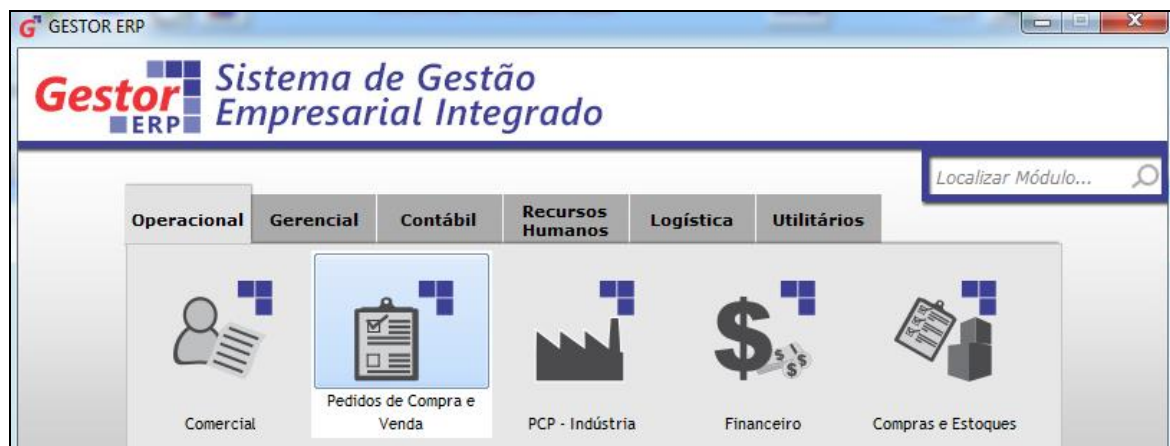 GESTOR ERP
Gestor ERP
Sistema de Gestão
Empresarial Integrado
Localizar Módulo...
Operacional Gerencial Contábil Recursos Humanos Logística Utilitários
Comercial
Pedidos de Compra e
Venda
PCP - Indústria
Financeiro
Compras e Estoques